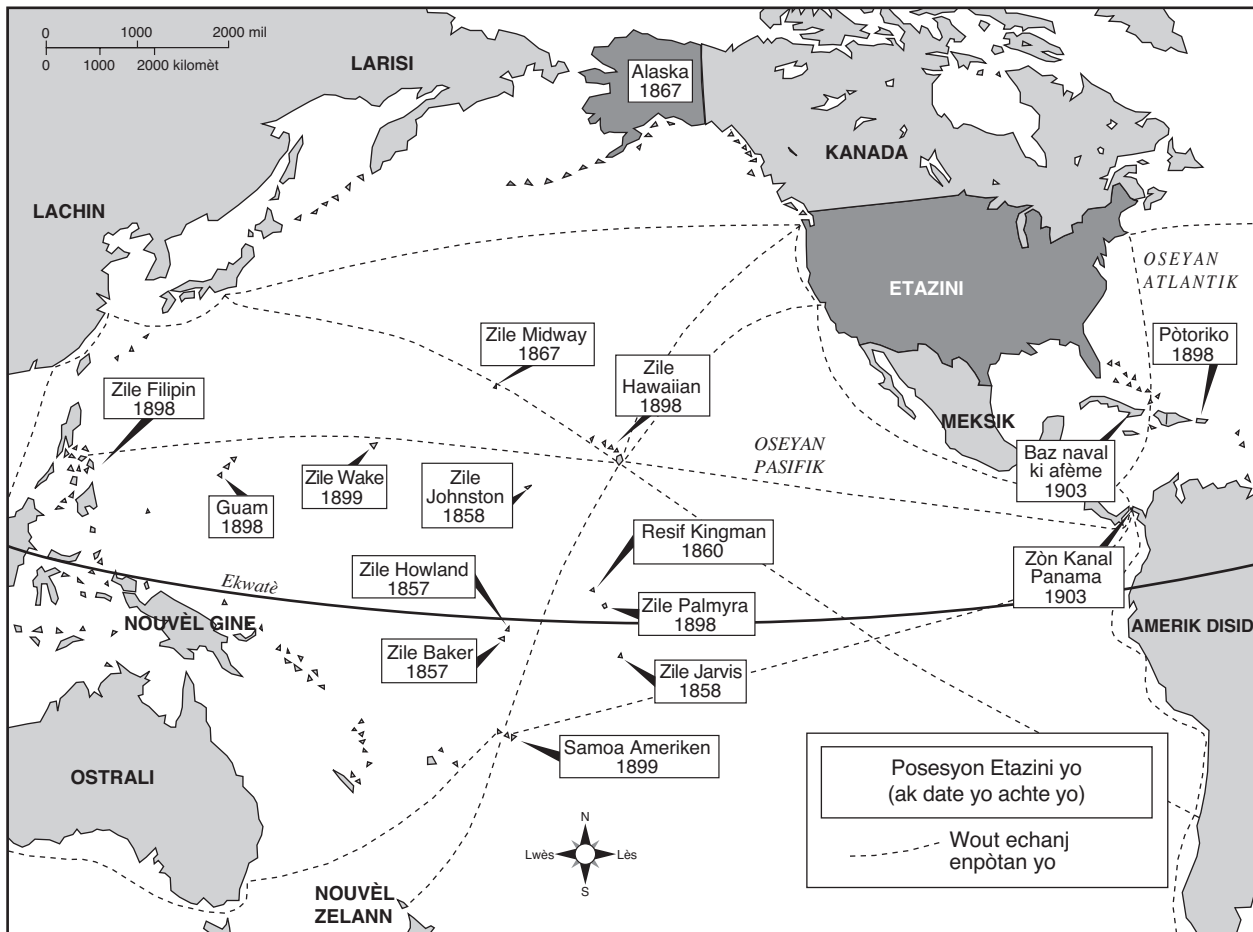 0 1000 2000 mil
0 1000 2000 kilomèt
LARISI
Alaska
1867
KANADA
LACHIN
OSEYAN
ATLANTIK
ETAZINI
Zile Midway
1867
Zile
Hawaiian
1898
Pòtoriko
1898
Zile Filipin
1898
MEKSIK
OSEYAN
PASIFIK
Baz naval
ki afème
1903
Zile Wake
1899
Zile
Johnston
1858
Guam
1898
Resif Kingman
1860
Zòn Kanal
Panama
1903
Ekwatè
Zile Howland
1857
Zile Palmyra
1898
NOUVÈL GINE
AMERIK DISID
Zile Baker
1857
Zile Jarvis
1858
OSTRALI
Samoa Ameriken
1899
Posesyon Etazini yo
(ak date yo achte yo)
Wout echanj
enpòtan yo
N
Lwès Lès
S
NOUVÈL
ZELANN